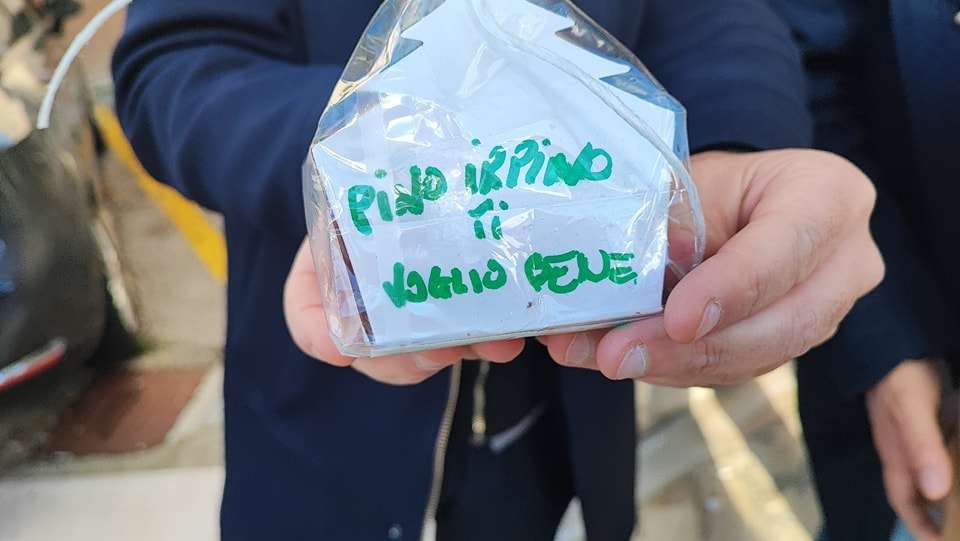 PiNO iRPiNO
Ti
VOGLIO BENE